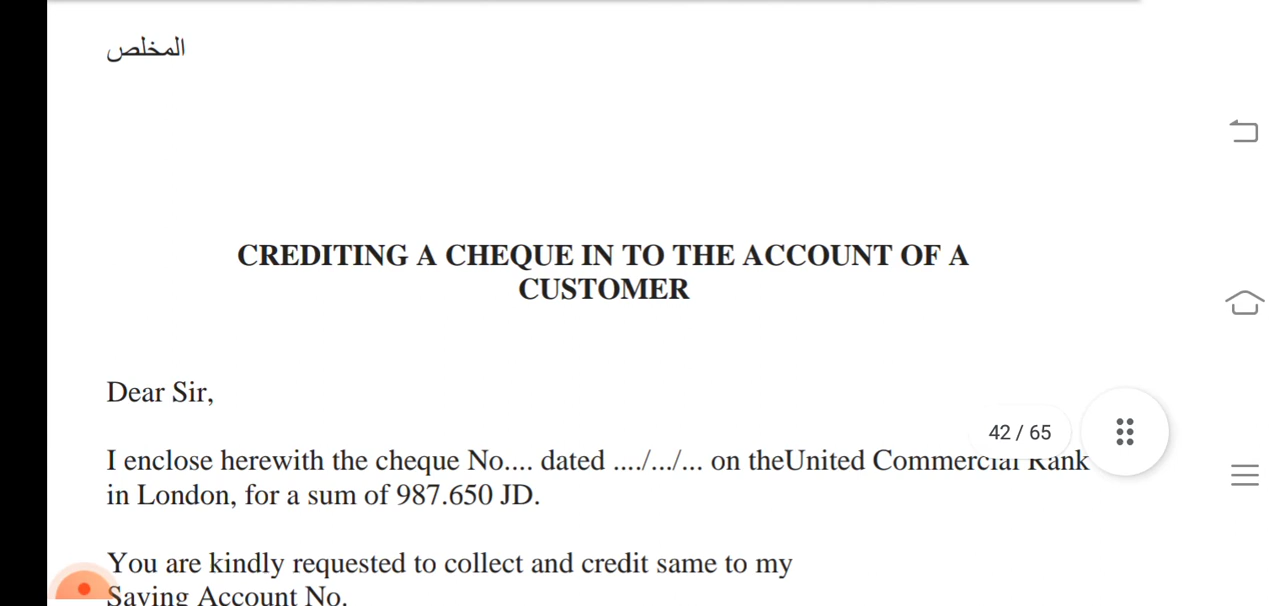 المخلص
CREDITING A CHEQUE IN TO THE ACCOUNT OF A
CUSTOMER
Dear Sir,
42 / 65
I enclose herewith the cheque No.... dated ..../.../... on theUnited Commercial Rank
in London, for a sum of 987.650 JD.
You are kindly requested to collect and credit same to my
Saving Account No.